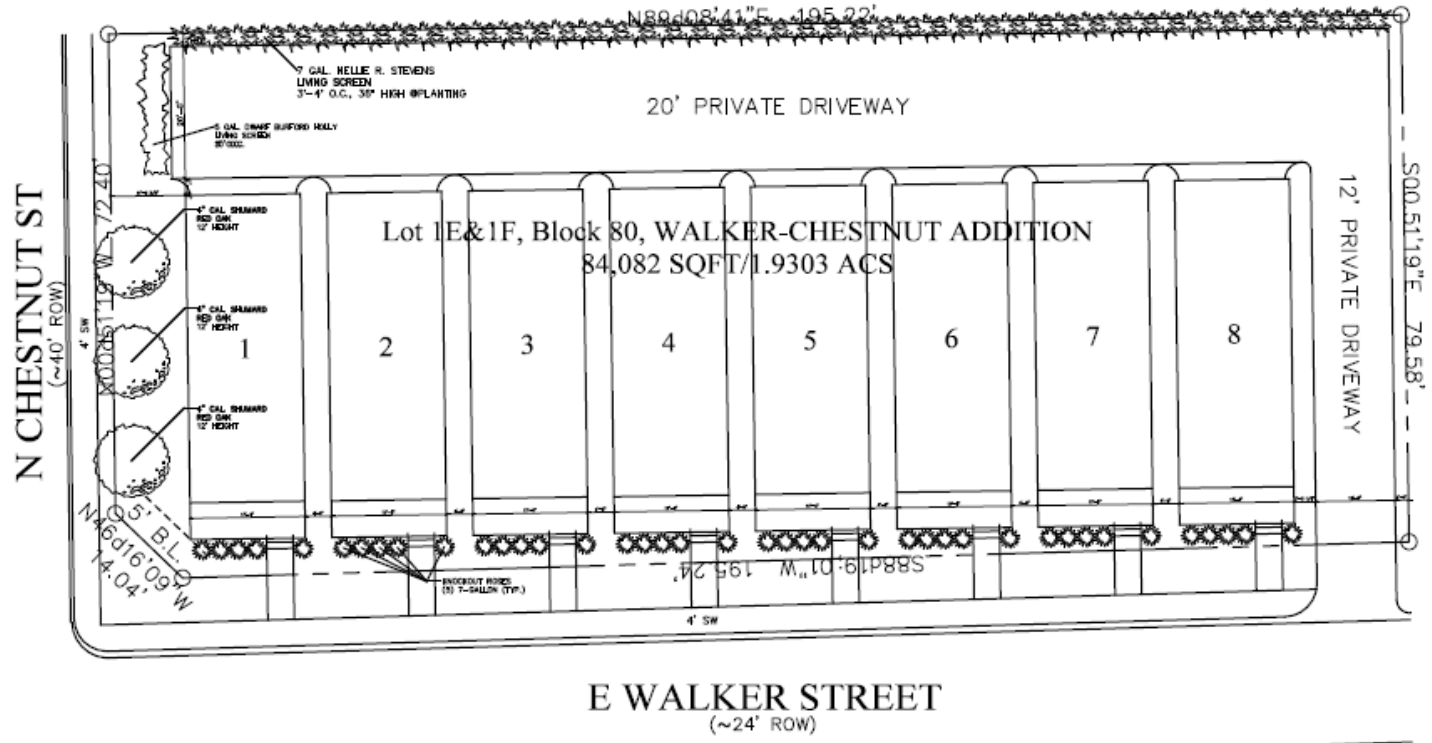 N89d08'41"E 195.22'
7 GAL. NELLIE R. STEVENS
LIVING SCREEN
3'-4' O.C., 36" HIGH @PLANTING
20' PRIVATE DRIVEWAY
5 GAL. DWARF BURFORD HOLLY
LIVING SCREEN
12' PRIVATE DRIVEWAY
S00.51'19"E 79.58'
N CHESTNUT ST
(~40' ROW)
4' SW
4" CAL SHUMARD
RED OAK
12' HEIGHT
4" CAL SHUMARD
RED OAK
12' HEIGHT
4" CAL SHUMARD
RED OAK
12' HEIGHT
Lot 1E&1F, Block 80, WALKER-CHESTNUT ADDITION
84,082 SQFT/1.9303 ACS
1
2
3
4
5
6
7
8
5' B.L.
N46d16'09"W
14.04'
KNOCKOUT ROSES
(5) 7-GALLON (TYP.)
S88d19:01"W 195.24'
4' SW
E WALKER STREET
(~24' ROW)